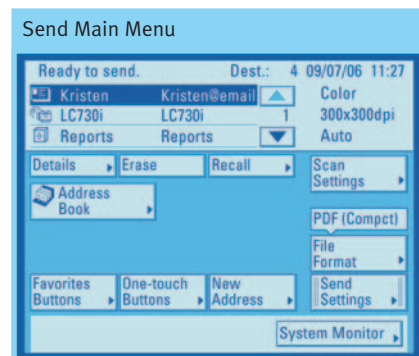 Send Main Menu
Ready to send. Dest.: 4 09/07/06 11:27
Kristen Kristen@email Color
LC730i LC730i 1 300x300dpi
Reports Reports Auto
Details Erase Recall Scan Settings
Address Book
PDF (Compct)
File Format
Favorites Buttons One-touch Buttons New Address Send Settings
System Monitor